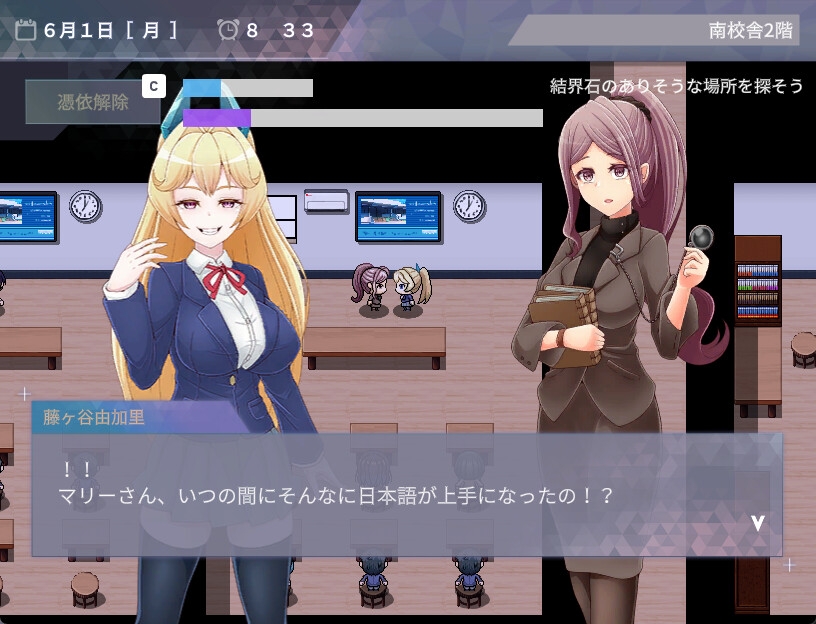 6月1日 [ 月 ]
8 33
南校舎2階
憑依解除
C
結界石のありそうな場所を探そう
藤ヶ谷由加里
！！
マリーさん、いつの間にそんなに日本語が上手になったの！？